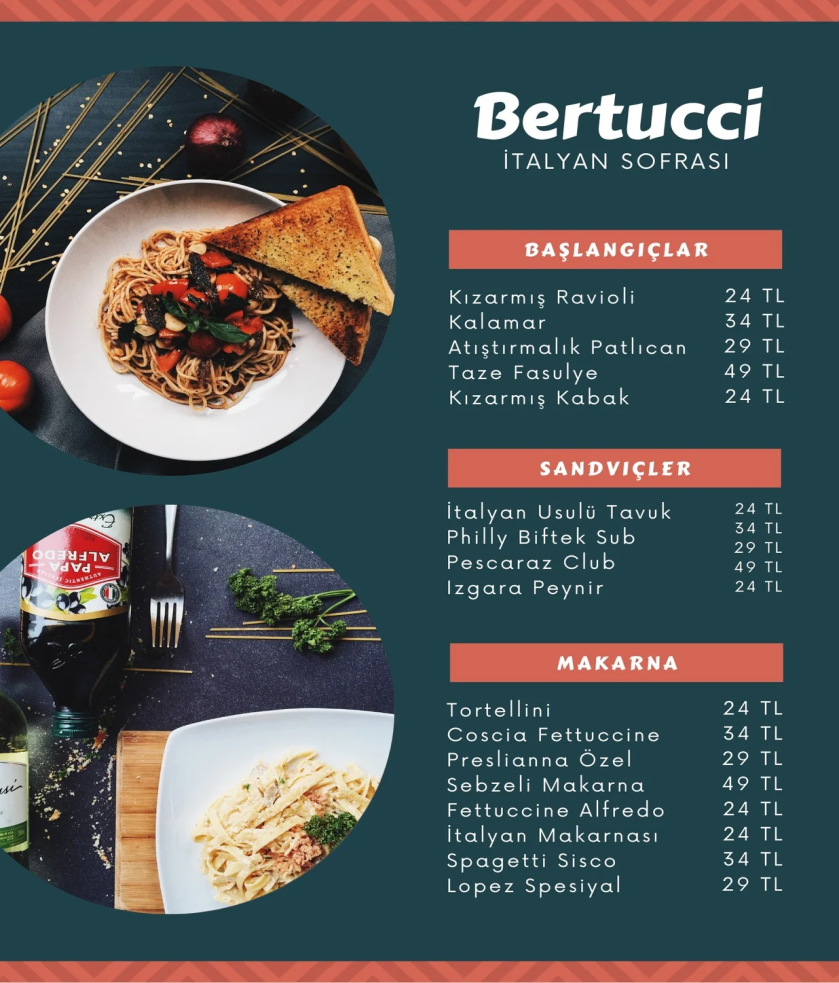 Bertucci
İTALYAN SOFRASI
BAŞLANGIÇLAR
Kızarmış Ravioli 24 TL
Kalamar 34 TL
Atıştırmalık Patlıcan 29 TL
Taze Fasulye 49 TL
Kızarmış Kabak 24 TL
SANDVİÇLER
İtalyan Usulü Tavuk 24 TL
Philly Biftek Sub 34 TL
29 TL
Pescaraz Club 49 TL
Izgara Peynir 24 TL
MAKARNA
Tortellini 24 TL
Coscia Fettuccine 34 TL
Preslianna Özel 29 TL
Sebzeli Makarna 49 TL
Fettuccine Alfredo 24 TL
İtalyan Makarnası 24 TL
Spagetti Sisco 34 TL
Lopez Spesiyal 29 TL
PAPA
ALFREDO